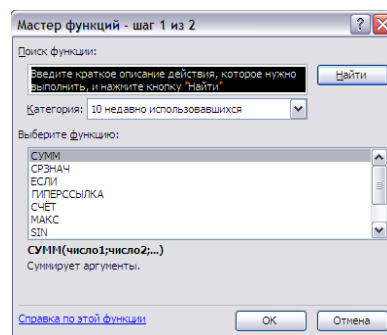 Мастер функций - шаг 1 из 2
Поиск функции:
Введите краткое описание действия, которое нужно
выполнить, и нажмите кнопку "Найти"
Найти
Категория: 10 недавно использовавшихся
Выберите функцию:
СУММ
СРЗНАЧ
ЕСЛИ
ГИПЕРССЫЛКА
СЧЁТ
МАКС
SIN
СУММ(число1;число2;...)
Суммирует аргументы.
Справка по этой функции
ОК
Отмена